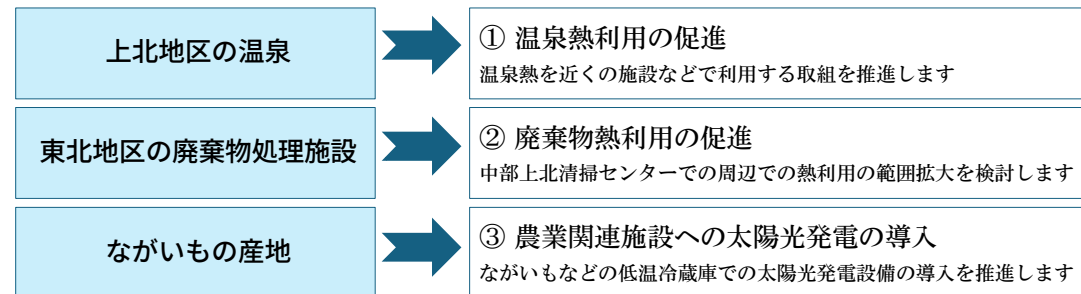 上北地区の温泉
① 温泉熱利用の促進
温泉熱を近くの施設などで利用する取組を推進します
東北地区の廃棄物処理施設
② 廃棄物熱利用の促進
中部上北清掃センターでの周辺での熱利用の範囲拡大を検討します
ながいもの産地
③ 農業関連施設への太陽光発電の導入
ながいもなどの低温冷蔵庫での太陽光発電設備の導入を推進します